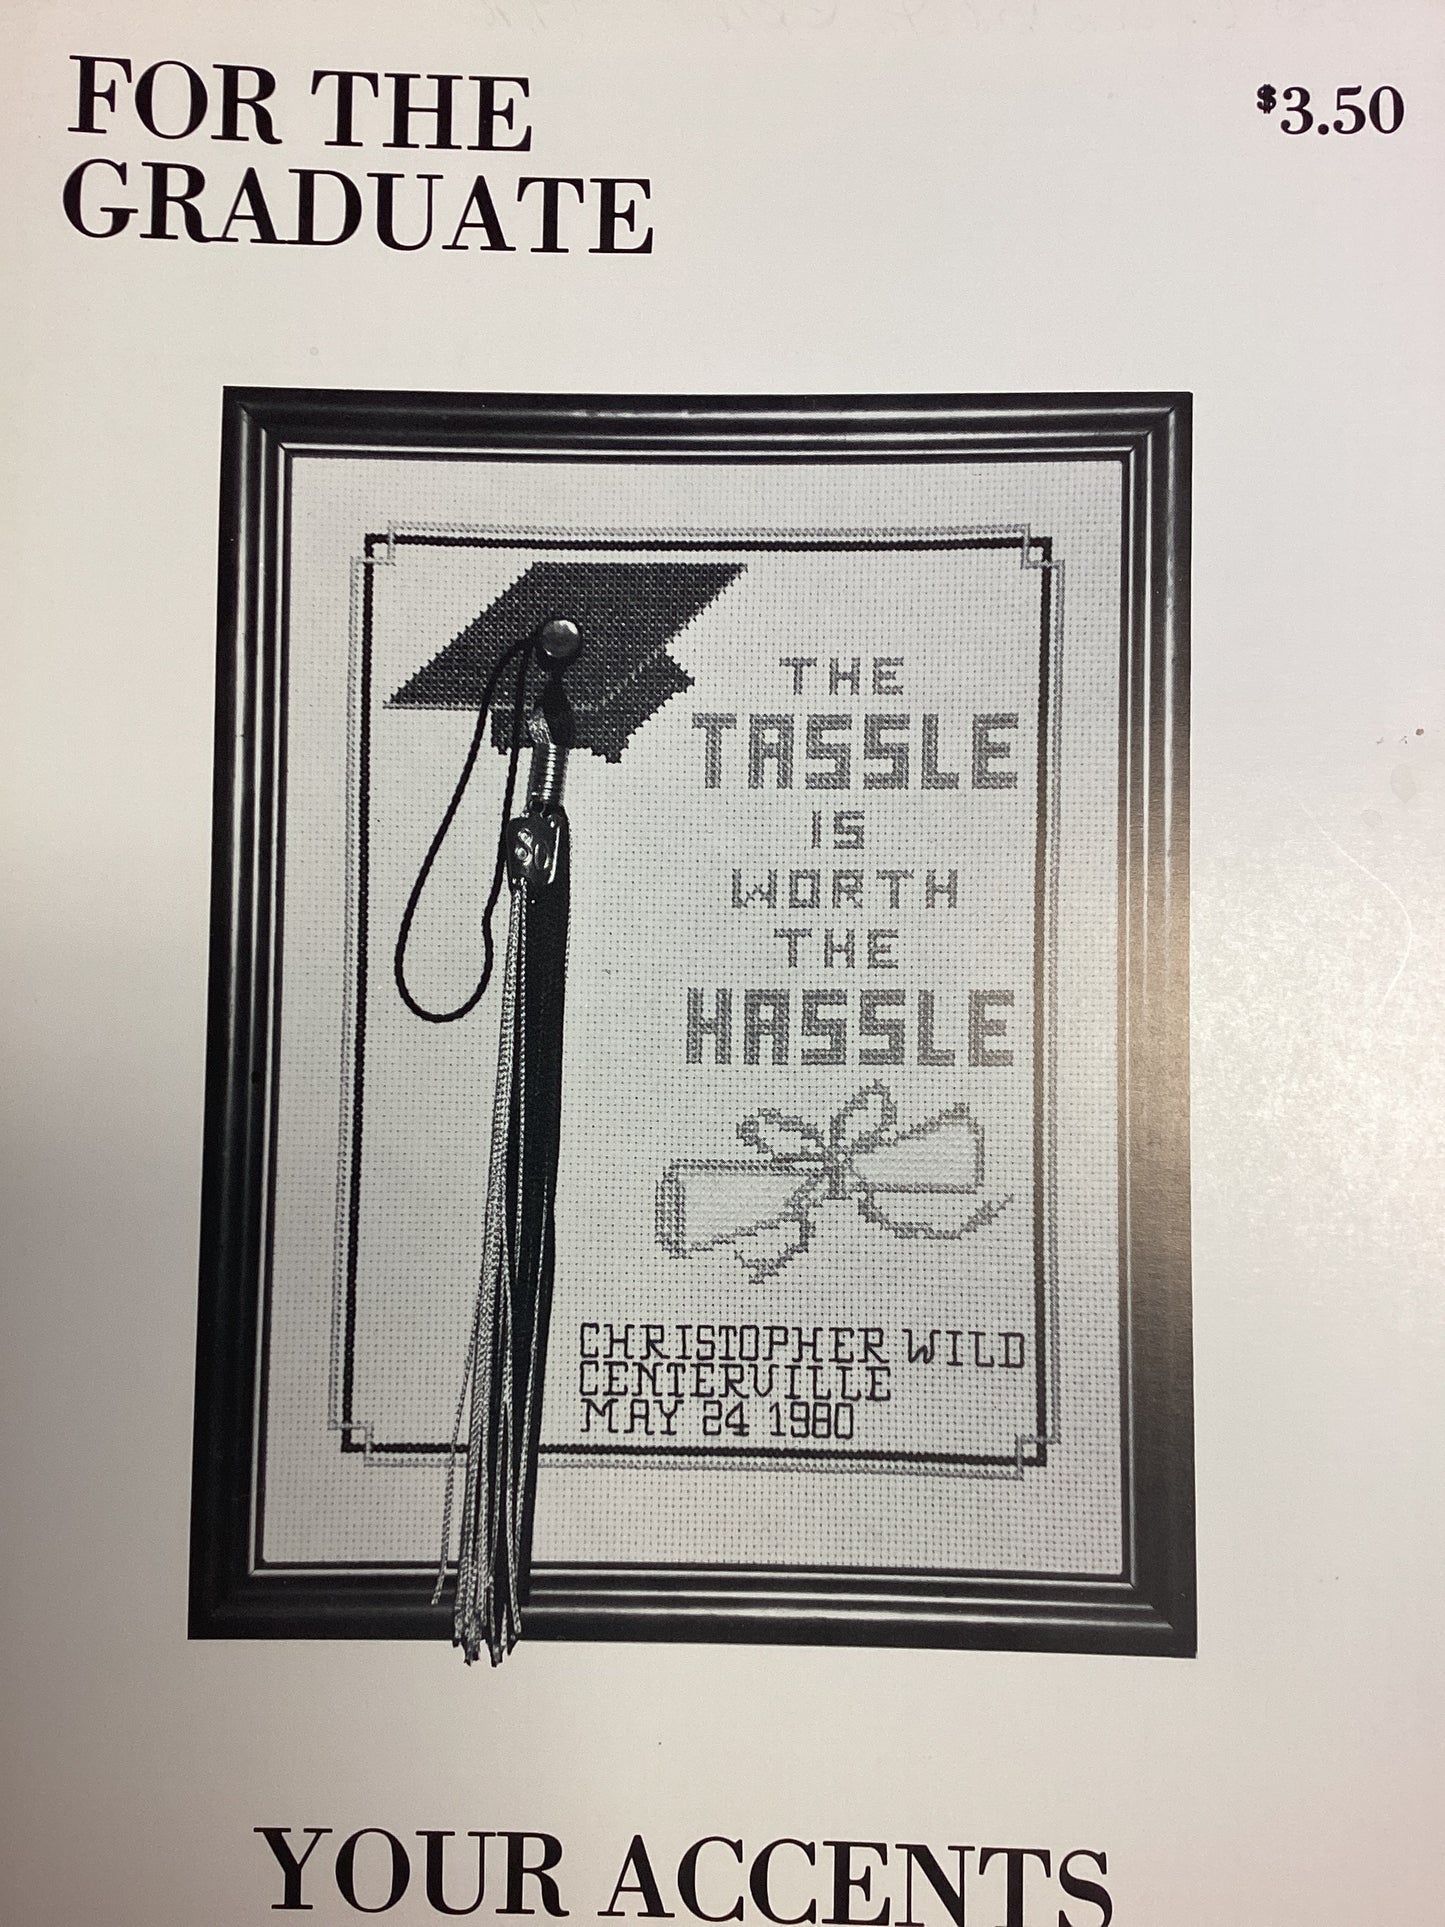 FOR THE
GRADUATE
$3.50
THE
TASSLE
IS
WORTH
THE
HASSLE
CHRISTOPHER WILD
CENTERVILLE
MAY 24 1980
YOUR ACCENTS